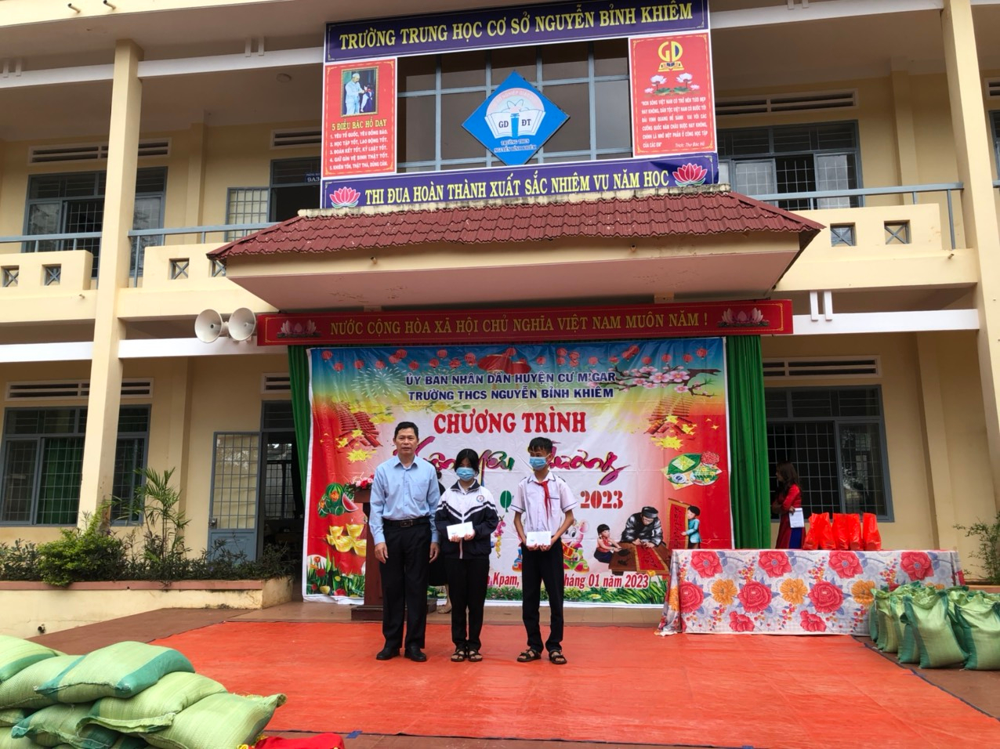 TRƯỜNG TRUNG HỌC CƠ SỞ NGUYỄN BỈNH KHIÊM
5 ĐIỀU BÁC HỒ DẠY
1. YÊU TỔ QUỐC, YÊU ĐỒNG BÀO.
2. HỌC TẬP TỐT, LAO ĐỘNG TỐT.
3. ĐOÀN KẾT TỐT, KỶ LUẬT TỐT.
4. GIỮ GÌN VỆ SINH THẬT TỐT.
5. KHIÊM TỐN, THẬT THÀ, DŨNG CẢM.
GD ĐT
TRƯỜNG THCS
NGUYỄN BỈNH KHIÊM
GD
"NON SÔNG VIỆT NAM CÓ TRỞ NÊN TƯƠI ĐẸP
HAY KHÔNG, DÂN TỘC VIỆT NAM CÓ BƯỚC TỚI
ĐÀI VINH QUANG ĐỂ SÁNH VAI VỚI CÁC
CƯỜNG QUỐC NĂM CHÂU ĐƯỢC HAY KHÔNG,
CHÍNH LÀ NHỜ MỘT PHẦN Ở CÔNG HỌC TẬP
CỦA CÁC EM"
Trích: Thư Bác Hồ
THI ĐUA HOÀN THÀNH XUẤT SẮC NHIỆM VỤ NĂM HỌC
NƯỚC CỘNG HÒA XÃ HỘI CHỦ NGHĨA VIỆT NAM MUÔN NĂM !
ỦY BAN NHÂN DÂN HUYỆN CƯ M'GAR
TRƯỜNG THCS NGUYỄN BỈNH KHIÊM
CHƯƠNG TRÌNH
2023
Kpam, tháng 01 năm 2023